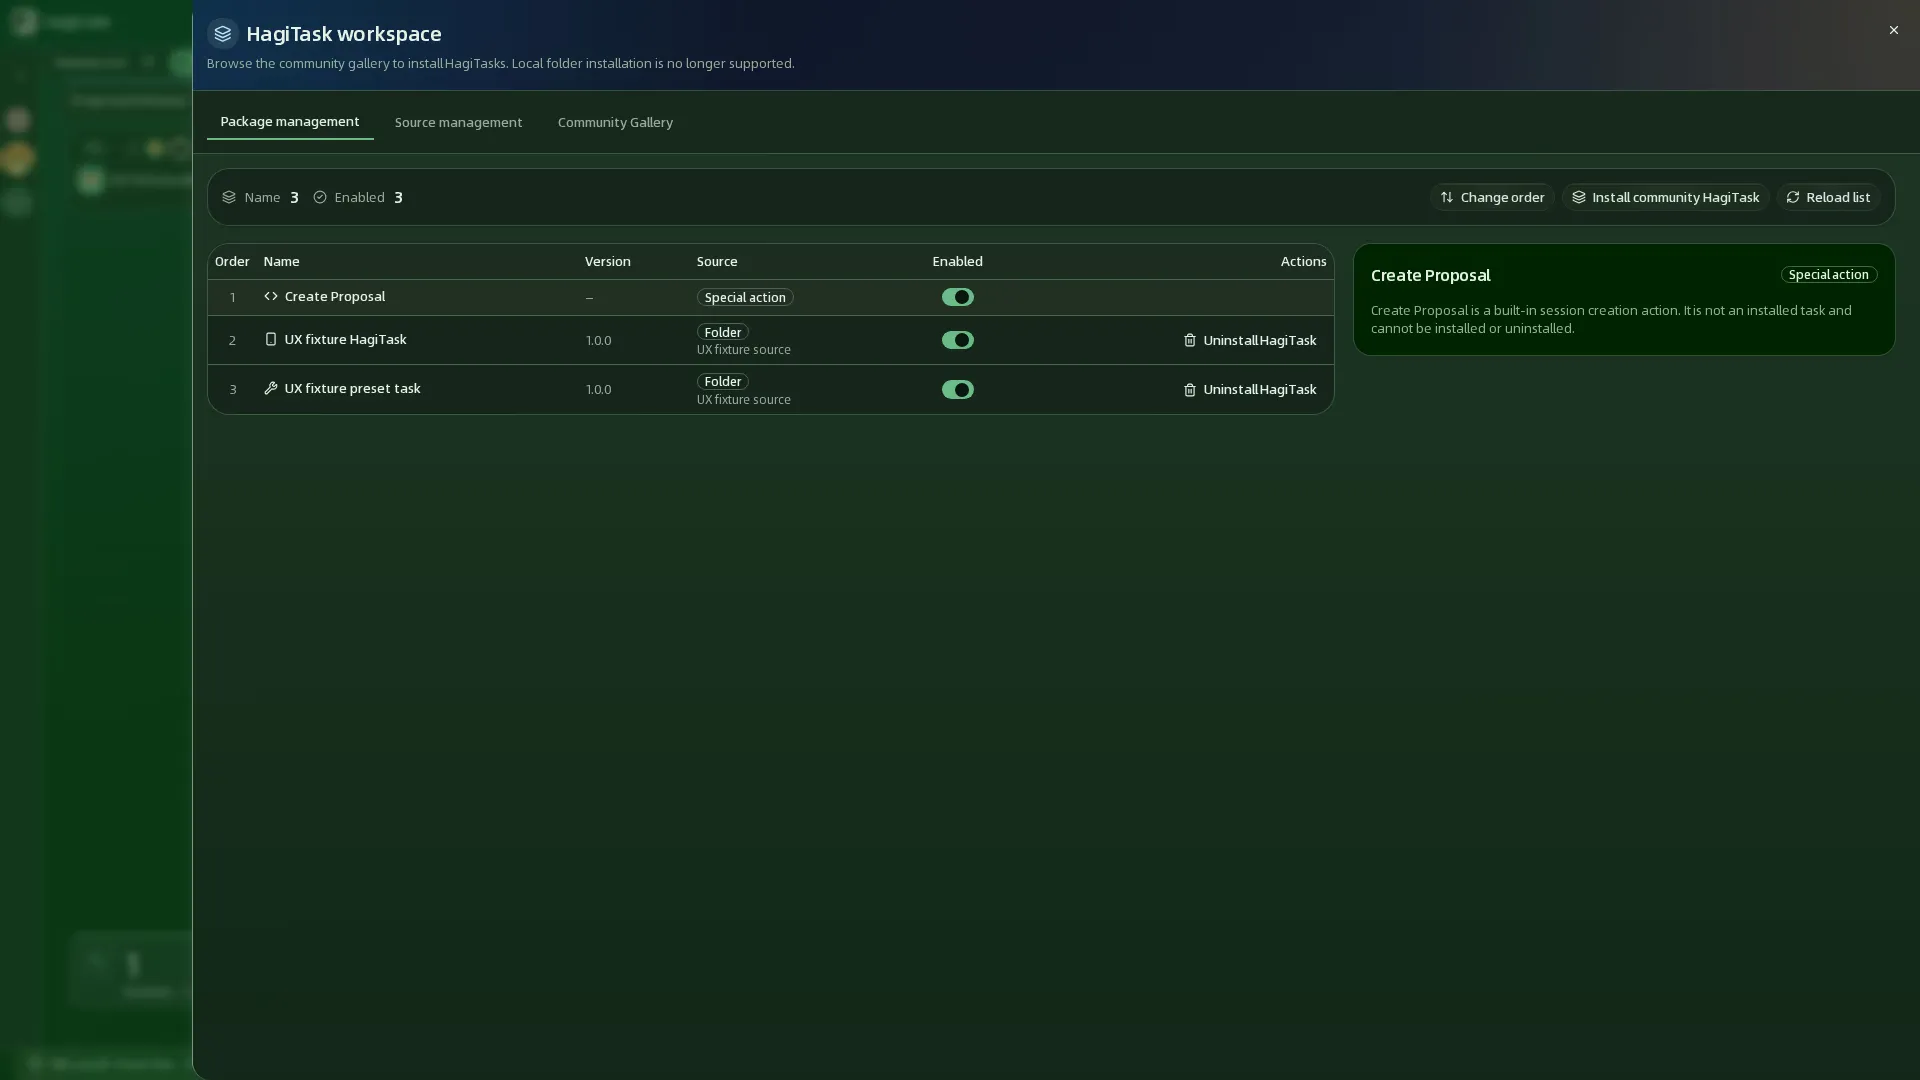 HagiTask workspace
Browse the community gallery to install HagiTasks. Local folder installation is no longer supported.
Package management
Source management
Community Gallery
Name 3
Enabled 3
Change order
Install community HagiTask
Reload list
Order Name Version Source Enabled Actions
1 Create Proposal – Special action
2 UX fixture HagiTask 1.0.0 Folder Uninstall HagiTask
UX fixture source
3 UX fixture preset task 1.0.0 Folder Uninstall HagiTask
UX fixture source
Create Proposal
Special action
Create Proposal is a built-in session creation action. It is not an installed task and
cannot be installed or uninstalled.